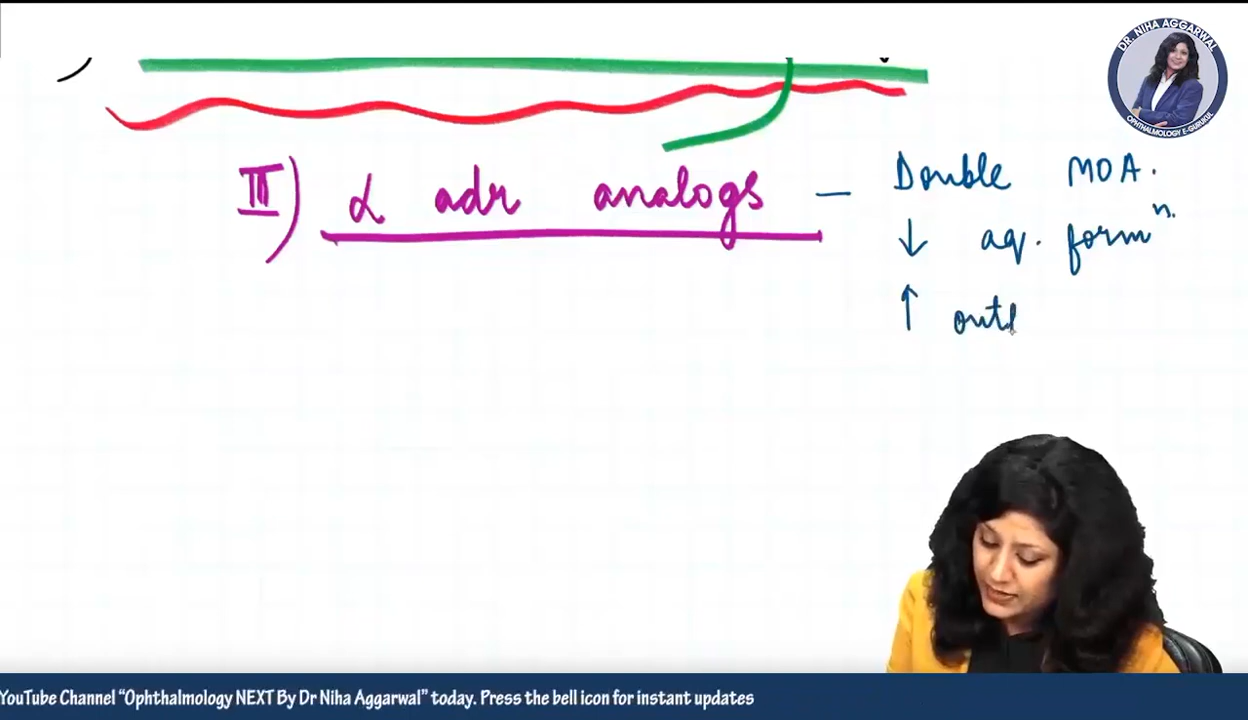 DR. NIHA AGGARWAL
OPHTHALMOLOGY E-GURUKUL
III) α adr analogs — Double MOA.
↓ aq. formⁿ.
↑ outf
YouTube Channel “Ophthalmology NEXT By Dr Niha Aggarwal” today. Press the bell icon for instant updates